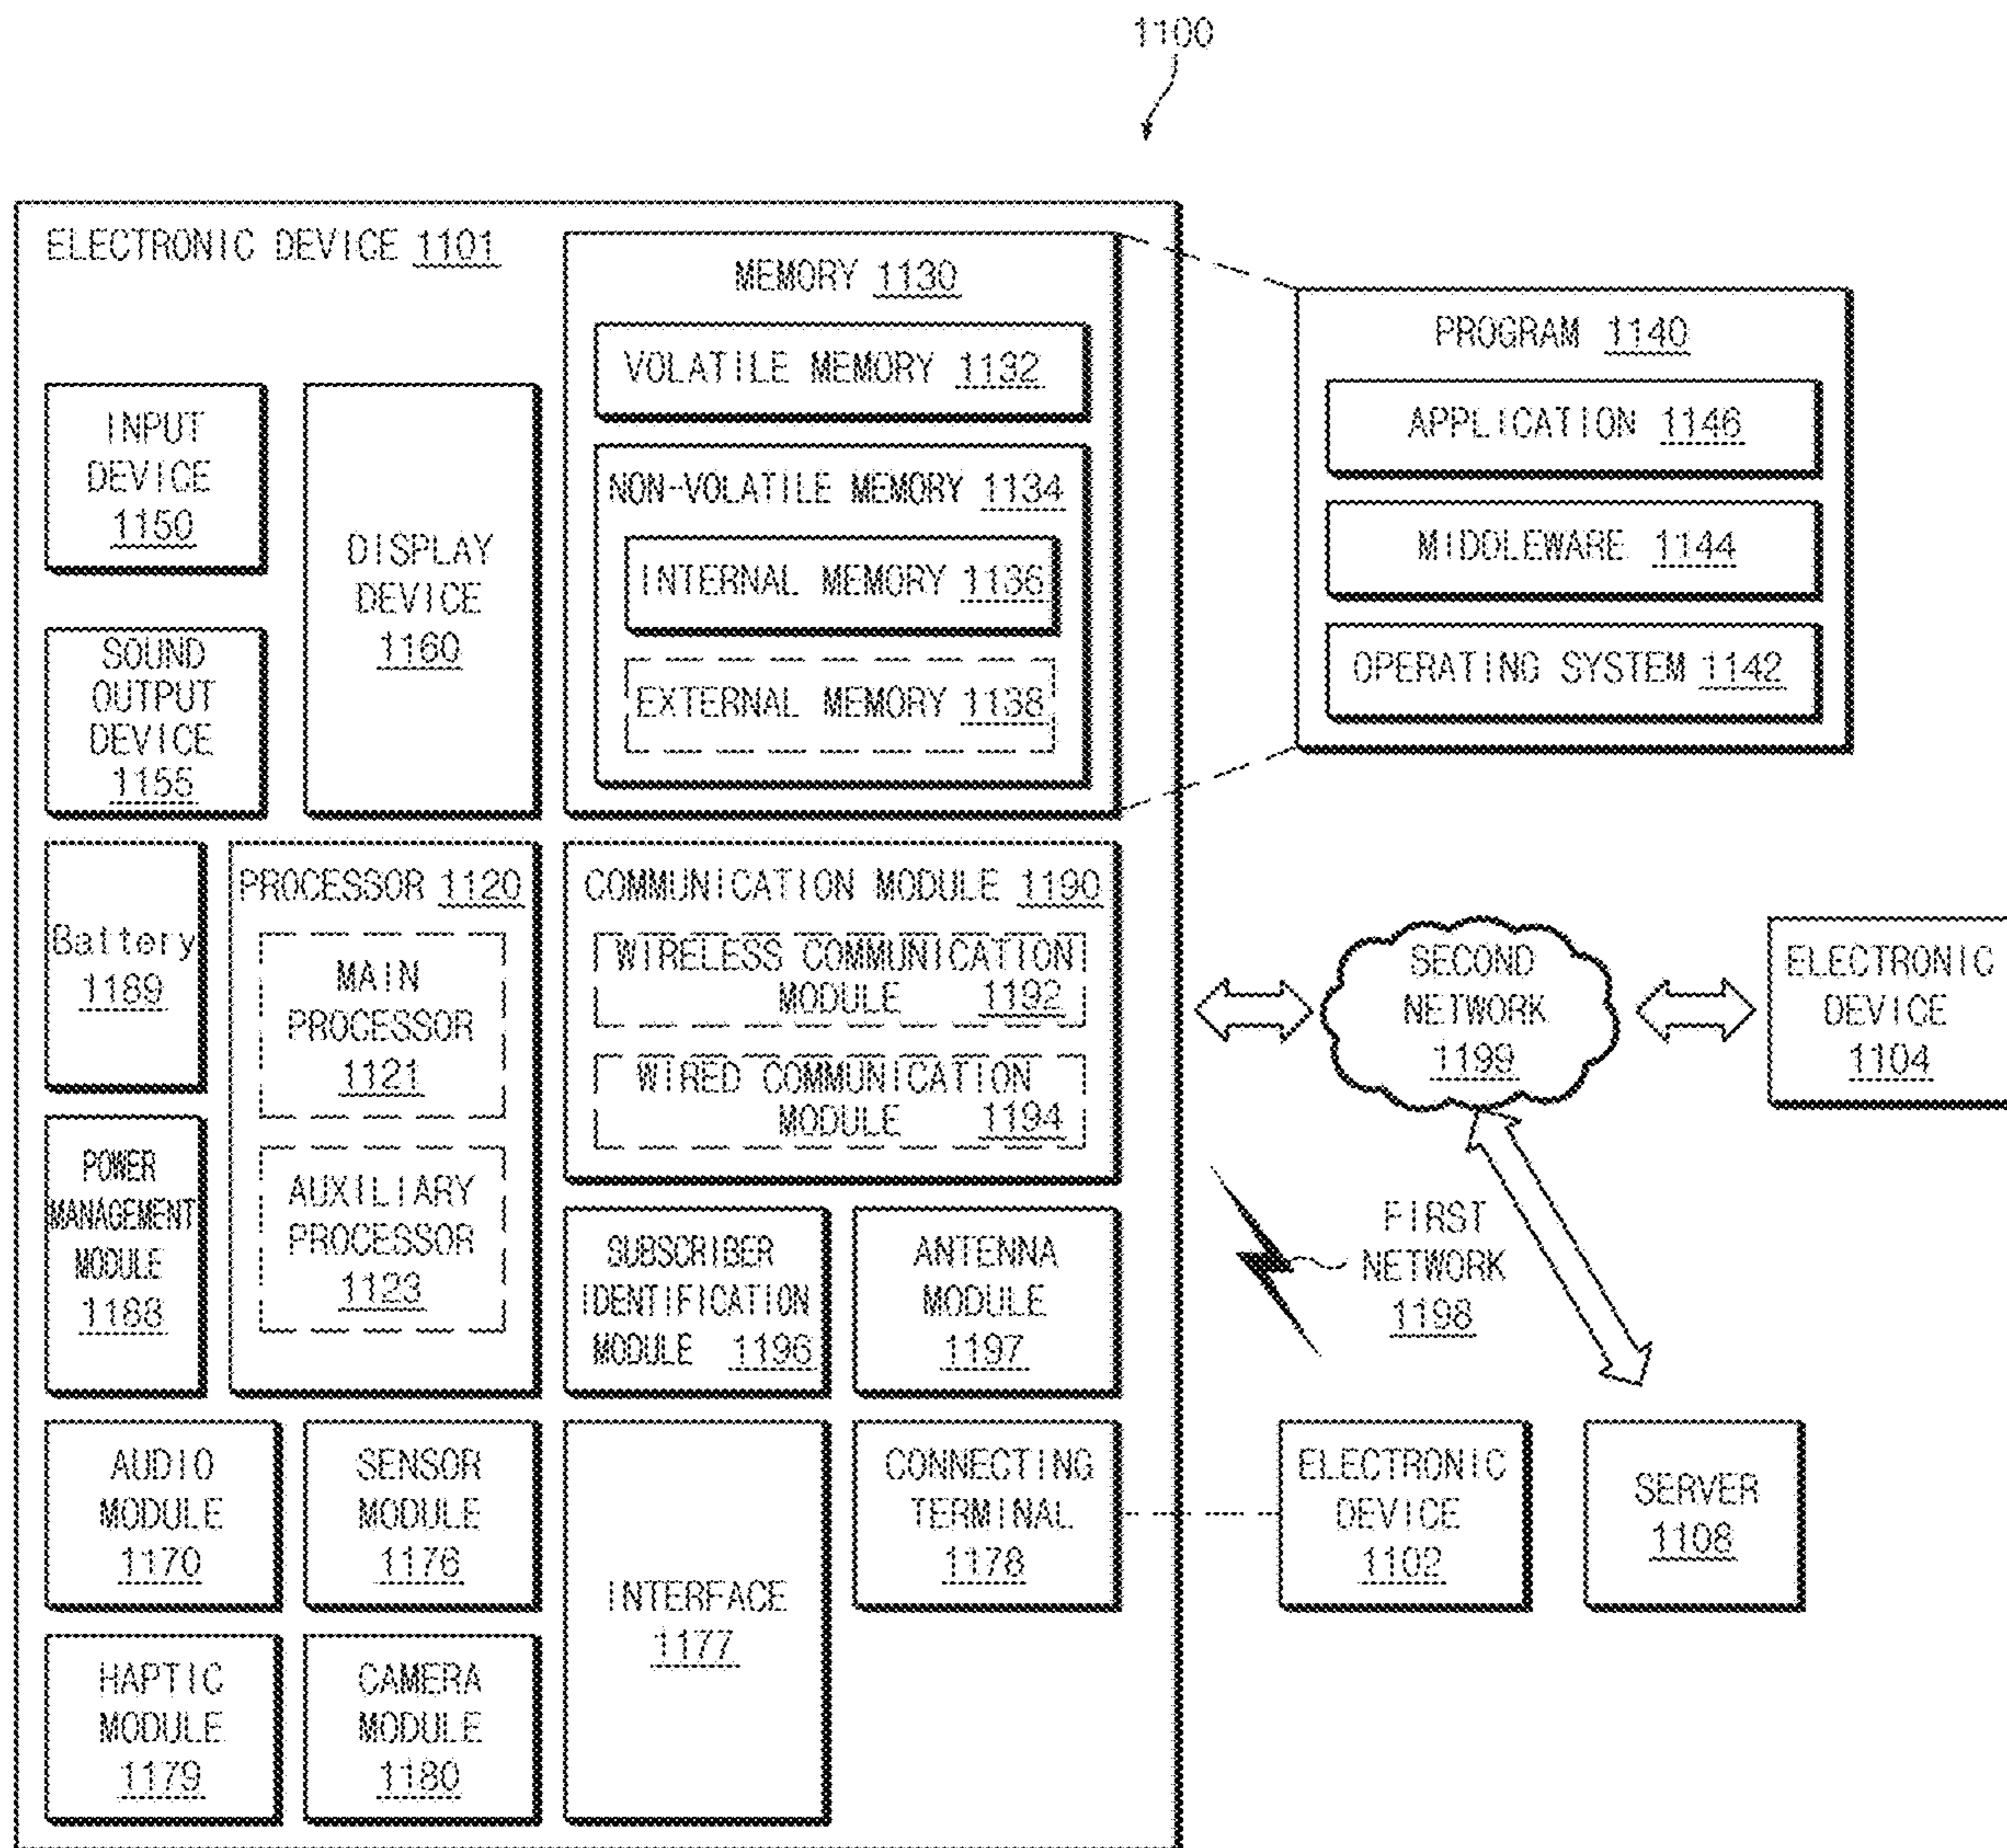 1100
ELECTRONIC DEVICE 1101
MEMORY 1130
VOLATILE MEMORY 1132
NON-VOLATILE MEMORY 1134
INTERNAL MEMORY 1136
EXTERNAL MEMORY 1138
PROGRAM 1140
APPLICATION 1146
MIDDLEWARE 1144
OPERATING SYSTEM 1142
INPUT
DEVICE
1150
DISPLAY
DEVICE
1160
SOUND
OUTPUT
DEVICE
1155
Battery
1189
PROCESSOR 1120
MAIN
PROCESSOR
1121
AUXILIARY
PROCESSOR
1123
POWER
MANAGEMENT
MODULE
1188
COMMUNICATION MODULE 1190
WIRELESS COMMUNICATION
MODULE 1192
WIRED COMMUNICATION
MODULE 1194
SECOND
NETWORK
1199
ELECTRONIC
DEVICE
1104
SUBSCRIBER
IDENTIFICATION
MODULE 1196
ANTENNA
MODULE
1197
FIRST
NETWORK
1198
AUDIO
MODULE
1170
SENSOR
MODULE
1176
INTERFACE
1177
CONNECTING
TERMINAL
1178
ELECTRONIC
DEVICE
1102
SERVER
1108
HAPTIC
MODULE
1179
CAMERA
MODULE
1180